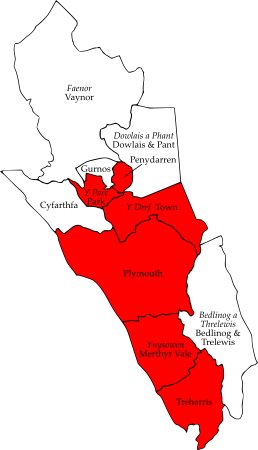 Faenor
Vaynor
Dowlais a Phant
Dowlais & Pant
Penydarren
Gurnos
Y Parc
Park
Cyfarthfa
Y Dref Town
Plymouth
Bedlinog a
Threlewis
Bedlinog &
Trelewis
Ynysowen
Merthyr Vale
Treharris